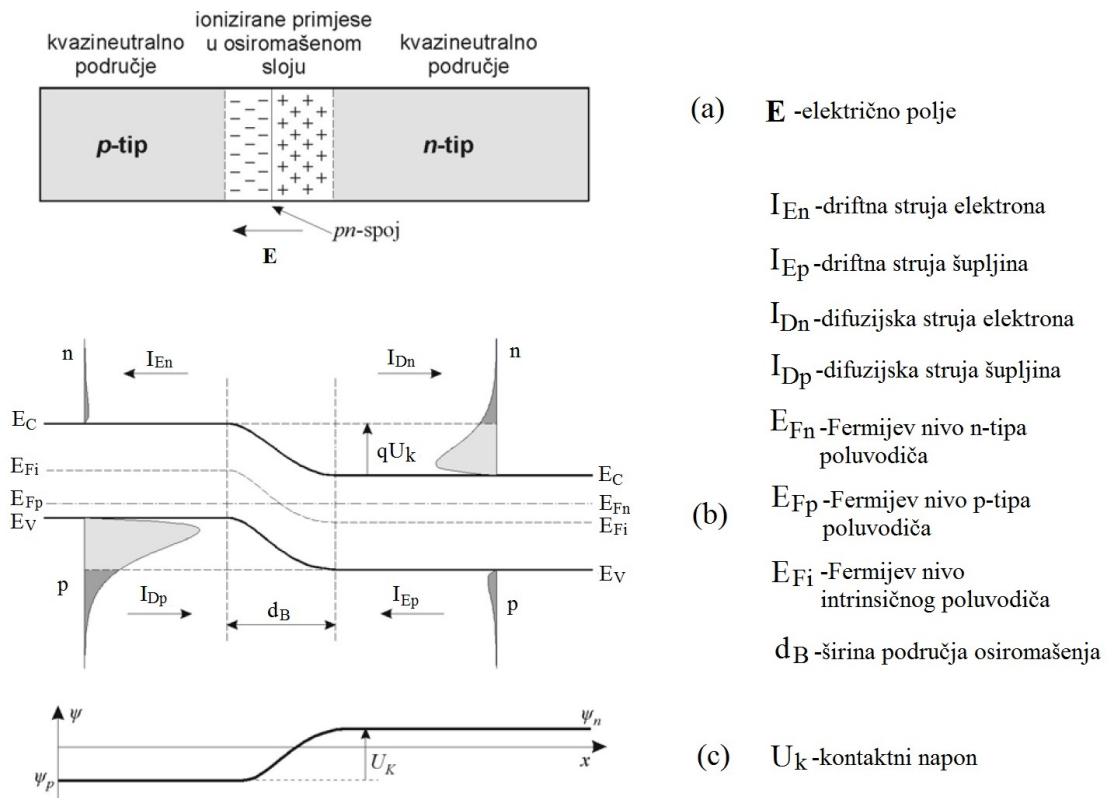 ionizirane primjese
u osiromašenom
sloju
kvazineutralno
područje
kvazineutralno
područje
p-tip
n-tip
pn-spoj
E
(a)
E -električno polje
I_En -driftna struja elektrona
I_Ep -driftna struja šupljina
I_Dn -difuzijska struja elektrona
I_Dp -difuzijska struja šupljina
E_Fn -Fermijev nivo n-tipa
poluvodiča
E_Fp -Fermijev nivo p-tipa
poluvodiča
E_Fi -Fermijev nivo
intrinsičnog poluvodiča
d_B -širina područja osiromašenja
(b)
n
I_En
I_Dn
n
E_C
qU_k
E_C
E_Fi
E_Fp
E_Fn
E_V
E_Fi
E_V
p
I_Dp
d_B
I_Ep
p
ψ
ψ_n
U_K
x
ψ_p
(c)
U_k -kontaktni napon